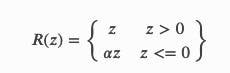 R(z) = { z z > 0
αz z <= 0 }